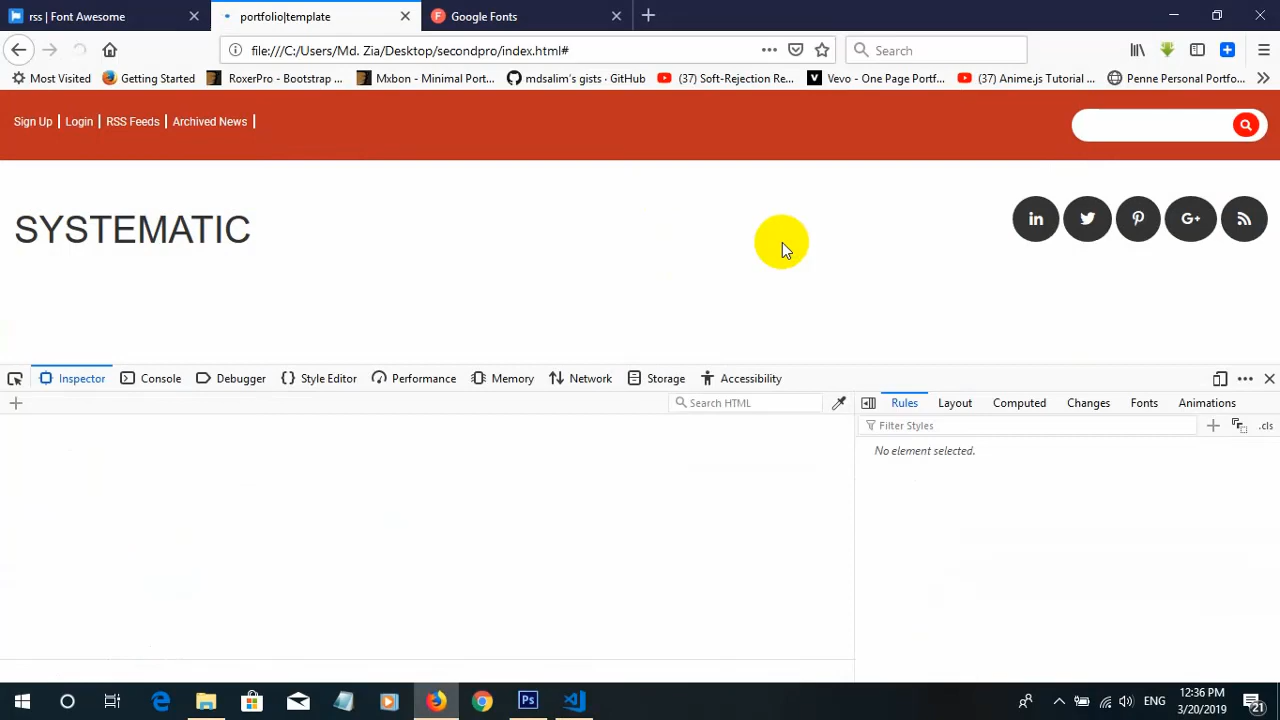 rss | Font Awesome
portfolio|template
Google Fonts
file:///C:/Users/Md. Zia/Desktop/secondpro/index.html#
Search
Most Visited
Getting Started
RoxerPro - Bootstrap ...
Mxbon - Minimal Port...
mdsalim's gists · GitHub
(37) Soft-Rejection Re...
Vevo - One Page Portf...
(37) Anime.js Tutorial ...
Penne Personal Portfo...
Sign Up | Login | RSS Feeds | Archived News |
SYSTEMATIC
Inspector
Console
Debugger
Style Editor
Performance
Memory
Network
Storage
Accessibility
Search HTML
Rules
Layout
Computed
Changes
Fonts
Animations
Filter Styles
.cls
No element selected.
ENG
12:36 PM
3/20/2019
21